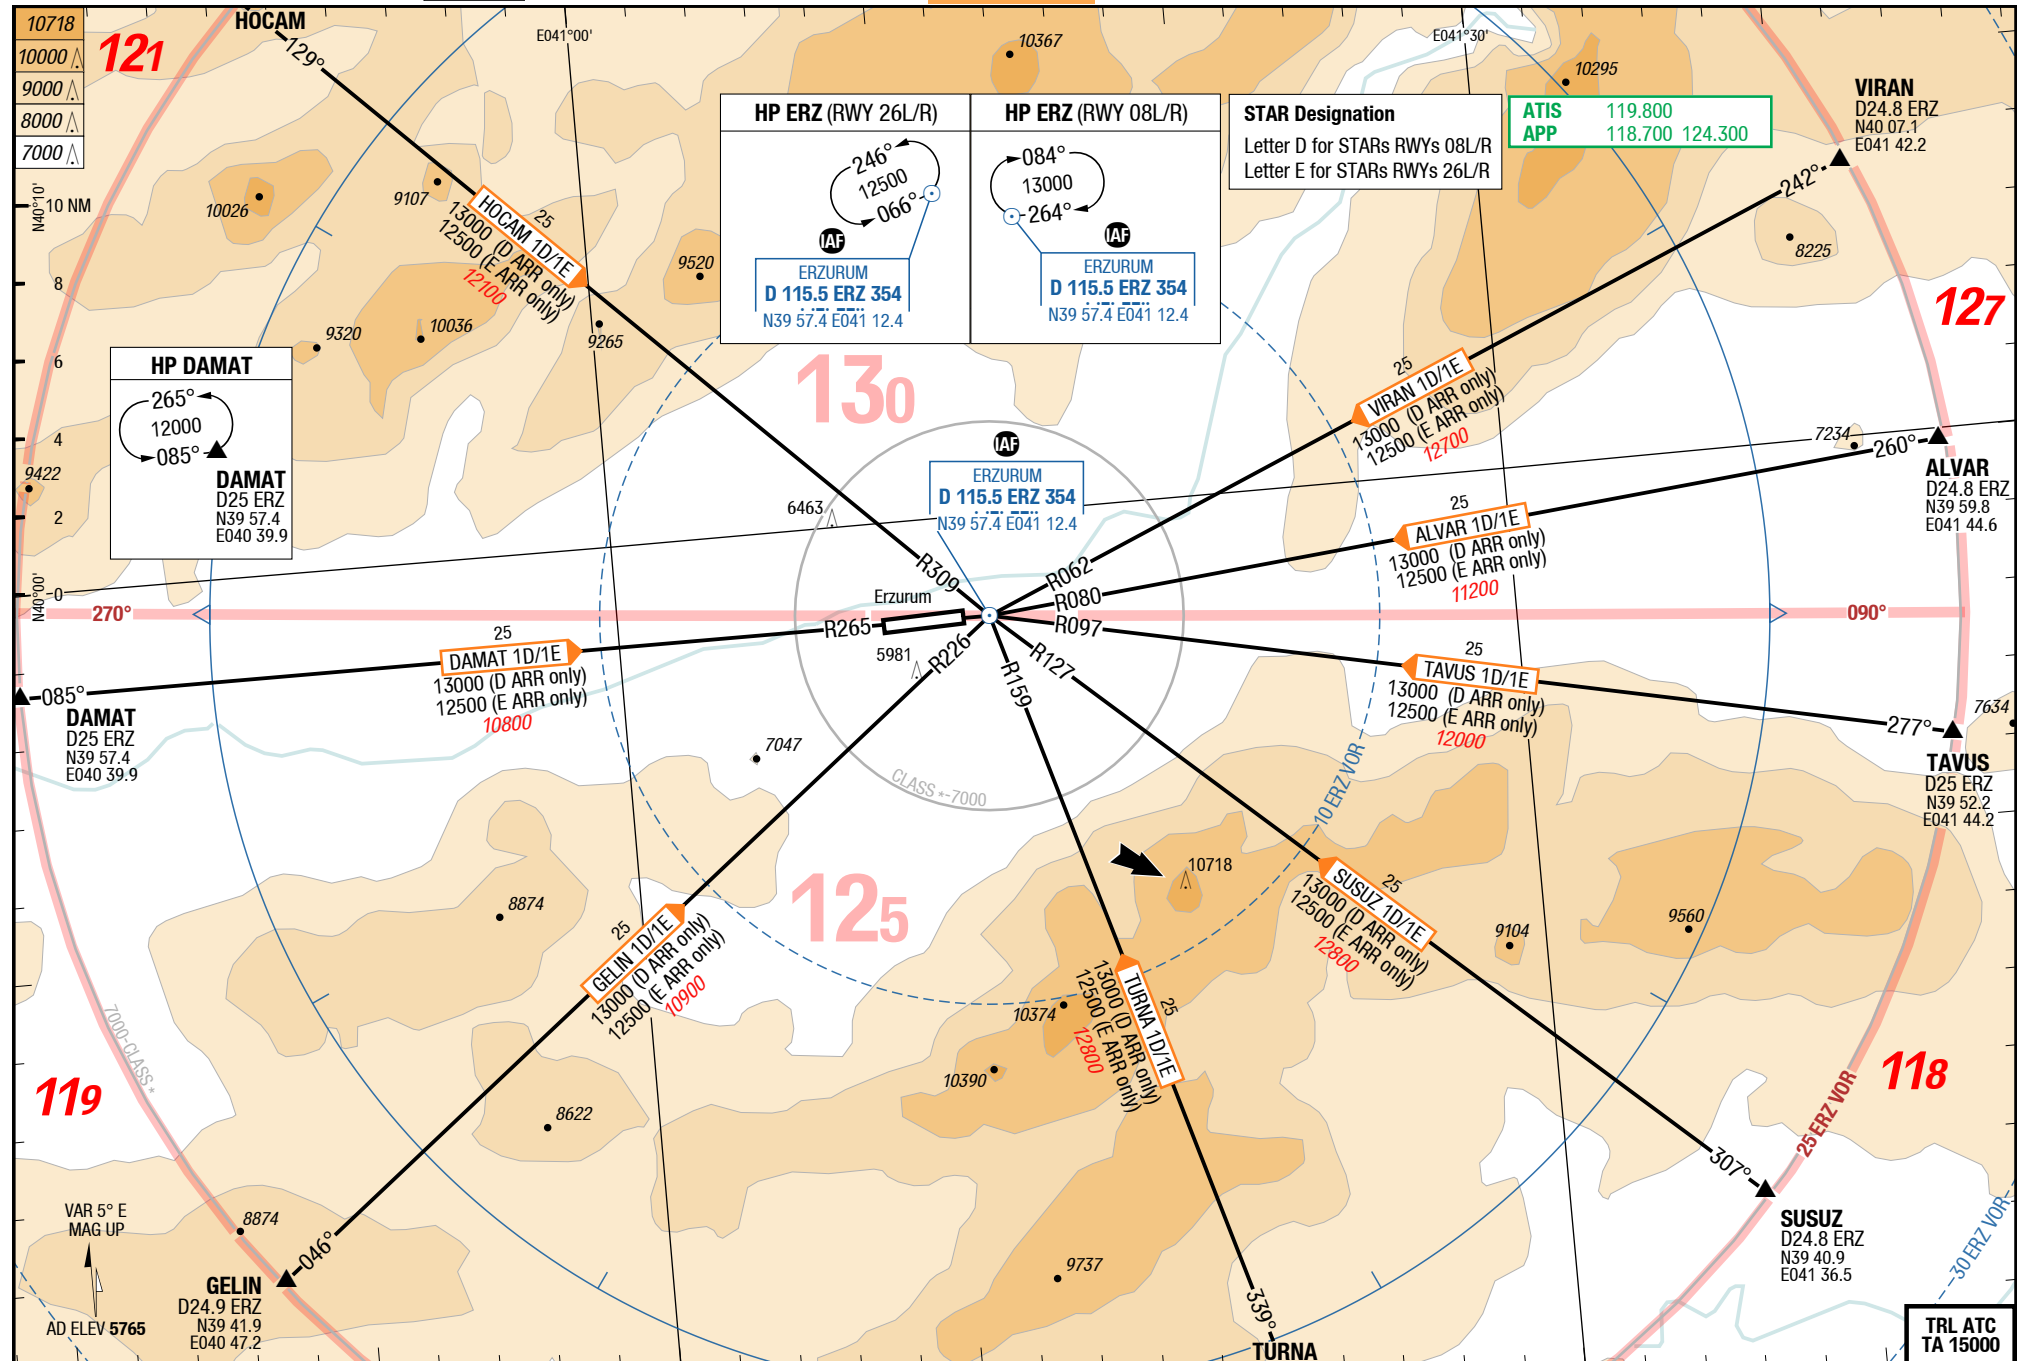 10718
10000
9000
8000
7000
121
HOCAM
129°
E041°00'
10367
E041°30'
10295
HP ERZ (RWY 26L/R)
246°
12500
066°
IAF
ERZURUM
D 115.5 ERZ 354
N39 57.4 E041 12.4
HP ERZ (RWY 08L/R)
084°
13000
264°
IAF
ERZURUM
D 115.5 ERZ 354
N39 57.4 E041 12.4
STAR Designation
Letter D for STARs RWYs 08L/R
Letter E for STARs RWYs 26L/R
ATIS 119.800
APP 118.700 124.300
VIRAN
D24.8 ERZ
N40 07.1
E041 42.2
242°
8225
127
N40°10'
10 NM
8
6
4
2
0
N40°00'
10026
9107
25
HOCAM 1D/1E
13000 (D ARR only)
12500 (E ARR only)
12100
9520
9265
9320
10036
HP DAMAT
265°
12000
085°
DAMAT
D25 ERZ
N39 57.4
E040 39.9
9422
130
25
VIRAN 1D/1E
13000 (D ARR only)
12500 (E ARR only)
12700
7234
260°
ALVAR
D24.8 ERZ
N39 59.8
E041 44.6
6463
IAF
ERZURUM
D 115.5 ERZ 354
N39 57.4 E041 12.4
25
ALVAR 1D/1E
13000 (D ARR only)
12500 (E ARR only)
11200
R309
R062
R080
R097
R127
R159
R226
R265
Erzurum
5981
270°
090°
25
DAMAT 1D/1E
13000 (D ARR only)
12500 (E ARR only)
10800
085°
DAMAT
D25 ERZ
N39 57.4
E040 39.9
25
TAVUS 1D/1E
13000 (D ARR only)
12500 (E ARR only)
12000
277°
7634
TAVUS
D25 ERZ
N39 52.2
E041 44.2
7047
CLASS *-7000
10 ERZ VOR
10718
125
8874
25
GELIN 1D/1E
13000 (D ARR only)
12500 (E ARR only)
10900
25
SUSUZ 1D/1E
13000 (D ARR only)
12500 (E ARR only)
12800
9104
9560
10374
10390
25
TURNA 1D/1E
13000 (D ARR only)
12500 (E ARR only)
12800
7000-CLASS *
119
8622
118
25 ERZ VOR
307°
SUSUZ
D24.8 ERZ
N39 40.9
E041 36.5
30 ERZ VOR
VAR 5° E
MAG UP
AD ELEV 5765
8874
046°
GELIN
D24.9 ERZ
N39 41.9
E040 47.2
9737
339°
TURNA
TRL ATC
TA 15000